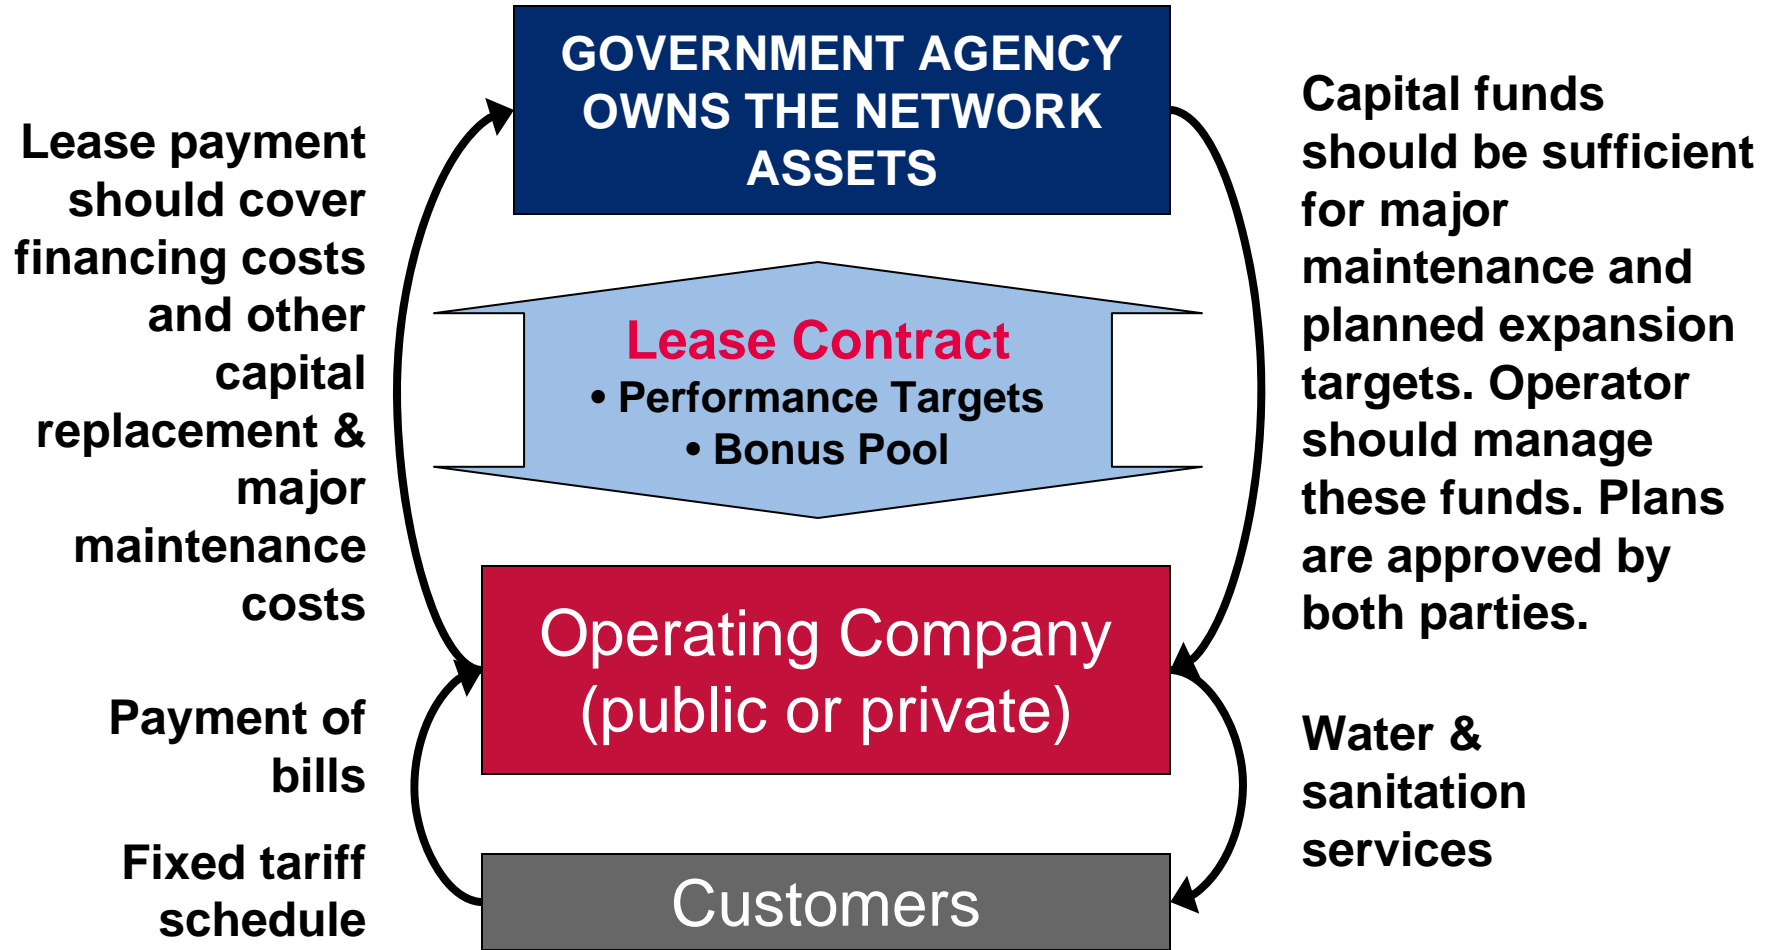 GOVERNMENT AGENCY
OWNS THE NETWORK
ASSETS
Lease payment
should cover
financing costs
and other
capital
replacement &
major
maintenance
costs
Capital funds
should be sufficient
for major
maintenance and
planned expansion
targets. Operator
should manage
these funds. Plans
are approved by
both parties.
Lease Contract
• Performance Targets
• Bonus Pool
Operating Company
(public or private)
Payment of
bills
Water &
sanitation
services
Fixed tariff
schedule
Customers